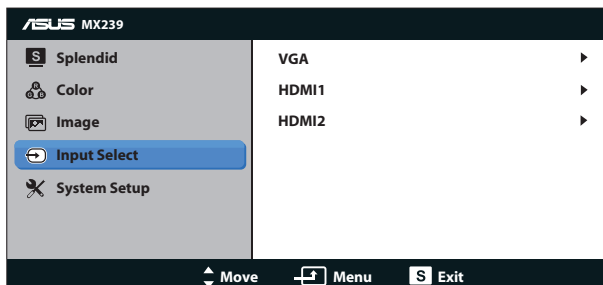 ASUS MX239
S Splendid
Color
Image
Input Select
System Setup
VGA
HDMI1
HDMI2
Move Menu S Exit